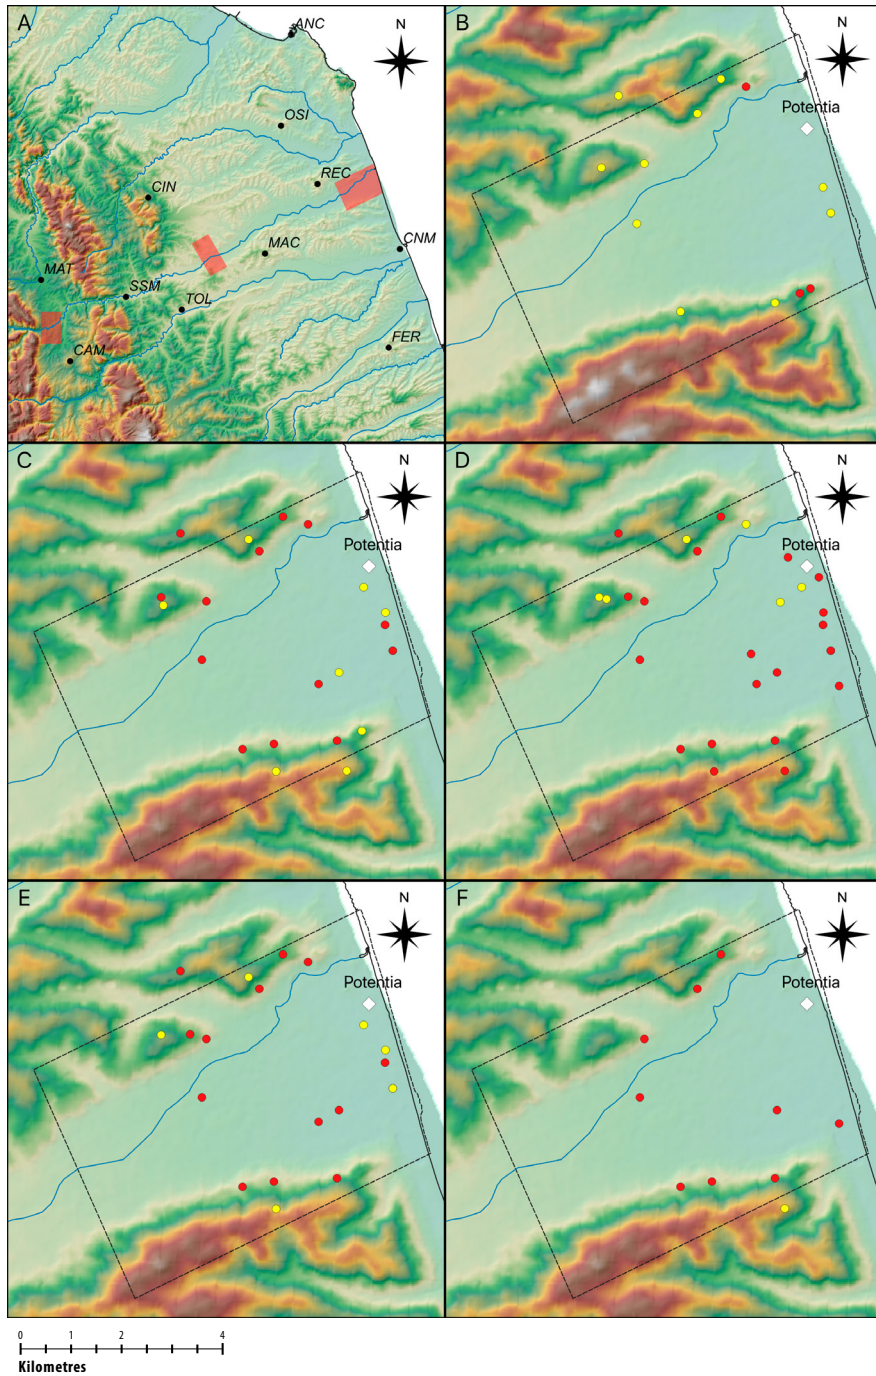 A
N
ANC
OSI
REC
CIN
MAC
CNM
MAT
SSM
TOL
CAM
FER
B
N
Potentia
C
N
Potentia
D
N
Potentia
E
N
Potentia
F
N
Potentia
0 1 2 4
Kilometres